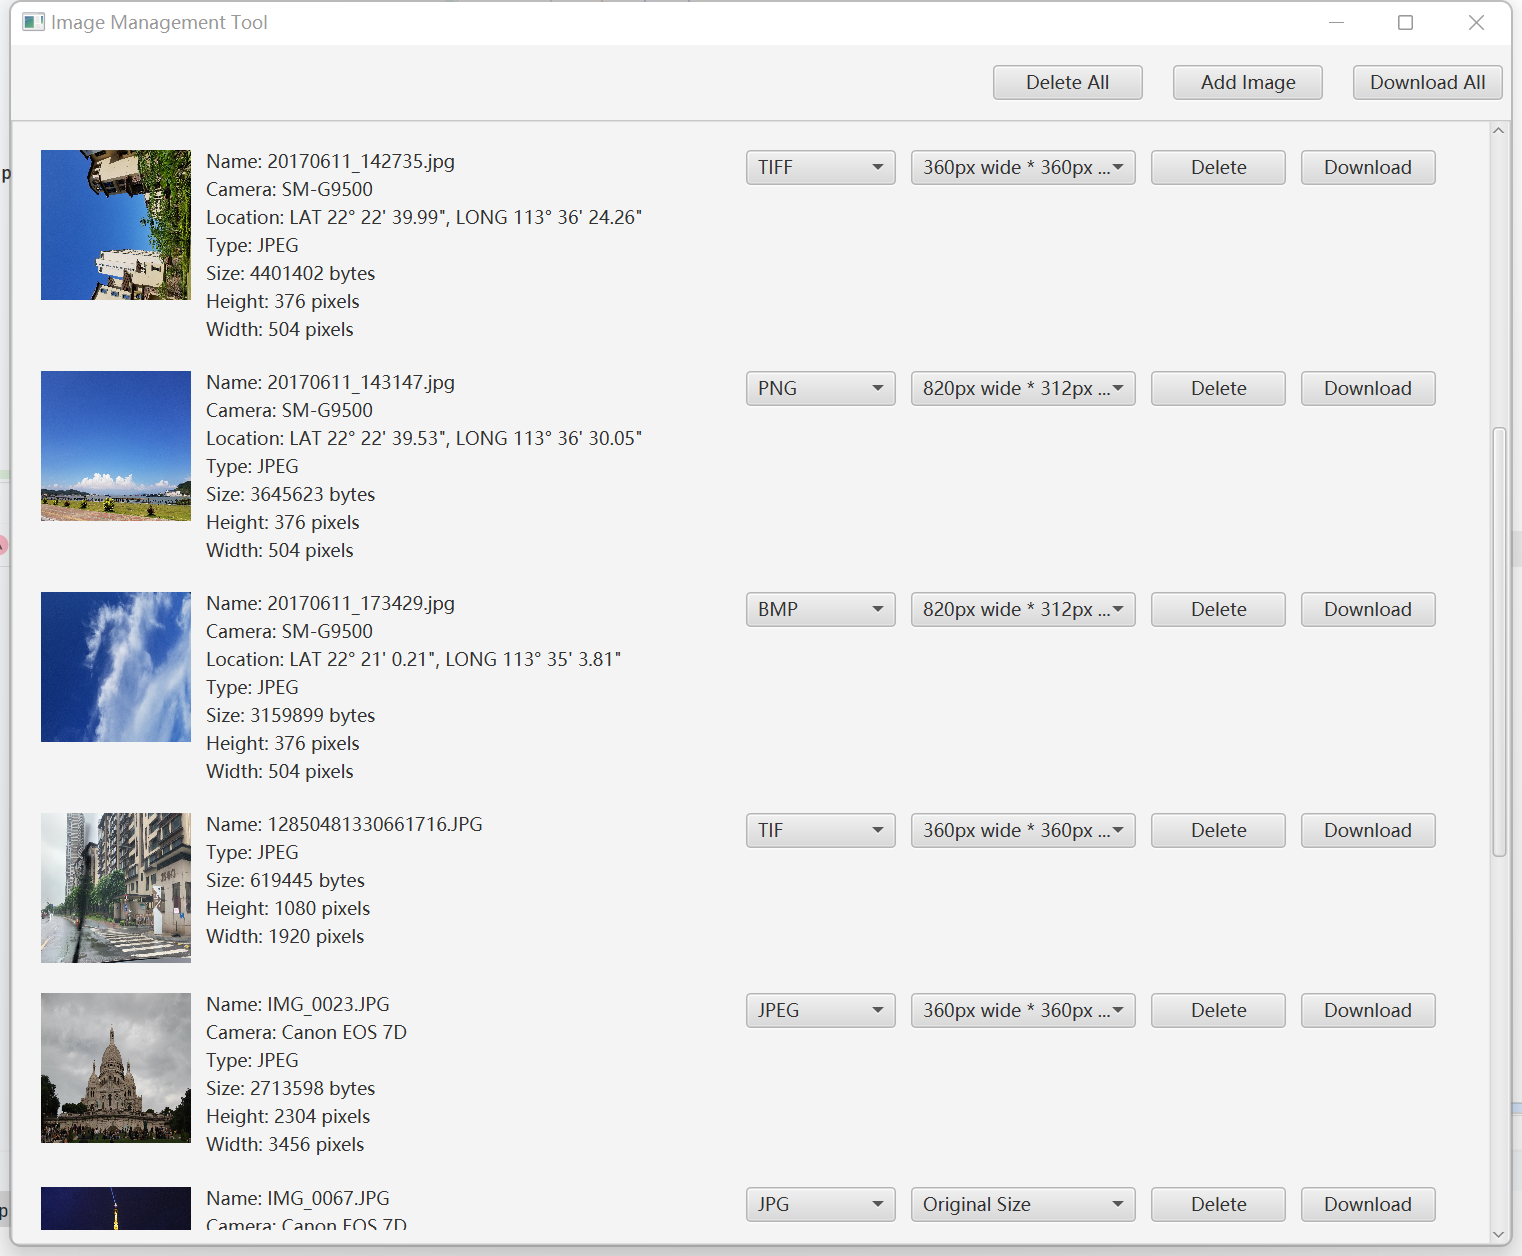 Image Management Tool
Delete All Add Image Download All
Name: 20170611_142735.jpg TIFF 360px wide * 360px ... Delete Download
Camera: SM-G9500
Location: LAT 22° 22' 39.99", LONG 113° 36' 24.26"
Type: JPEG
Size: 4401402 bytes
Height: 376 pixels
Width: 504 pixels
Name: 20170611_143147.jpg PNG 820px wide * 312px ... Delete Download
Camera: SM-G9500
Location: LAT 22° 22' 39.53", LONG 113° 36' 30.05"
Type: JPEG
Size: 3645623 bytes
Height: 376 pixels
Width: 504 pixels
Name: 20170611_173429.jpg BMP 820px wide * 312px ... Delete Download
Camera: SM-G9500
Location: LAT 22° 21' 0.21", LONG 113° 35' 3.81"
Type: JPEG
Size: 3159899 bytes
Height: 376 pixels
Width: 504 pixels
Name: 12850481330661716.JPG TIF 360px wide * 360px ... Delete Download
Type: JPEG
Size: 619445 bytes
Height: 1080 pixels
Width: 1920 pixels
Name: IMG_0023.JPG JPEG 360px wide * 360px ... Delete Download
Camera: Canon EOS 7D
Type: JPEG
Size: 2713598 bytes
Height: 2304 pixels
Width: 3456 pixels
Name: IMG_0067.JPG JPG Original Size Delete Download
Camera: Canon EOS 7D